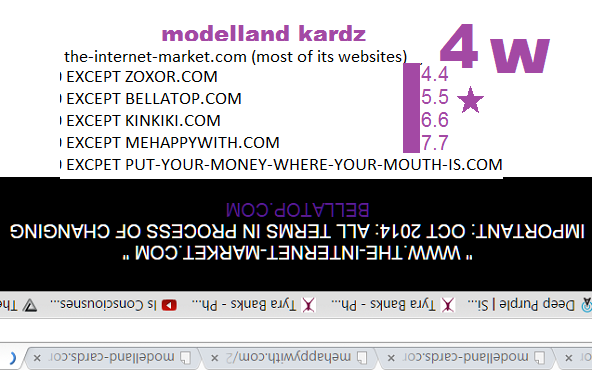 modelland kardz
4w
the-internet-market.com (most of its websites)
) EXCEPT ZOXOR.COM 4.4
) EXCEPT BELLATOP.COM 5.5
) EXCEPT KINKIKI.COM 6.6
) EXCEPT MEHAPPYWITH.COM 7.7
) EXCPET PUT-YOUR-MONEY-WHERE-YOUR-MOUTH-IS.COM
or × modelland-cards.cor × mehappywith.com/2 × modelland-cards.cor ×
Deep Purple | Si... Tyra Banks - Ph... Tyra Banks - Ph... Is Consciousnes... The
" WWW.THE-INTERNET-MARKET.COM "
IMPORTANT: OCT 2014: ALL TERMS IN PROCESS OF CHANGING
BELLATOP.COM